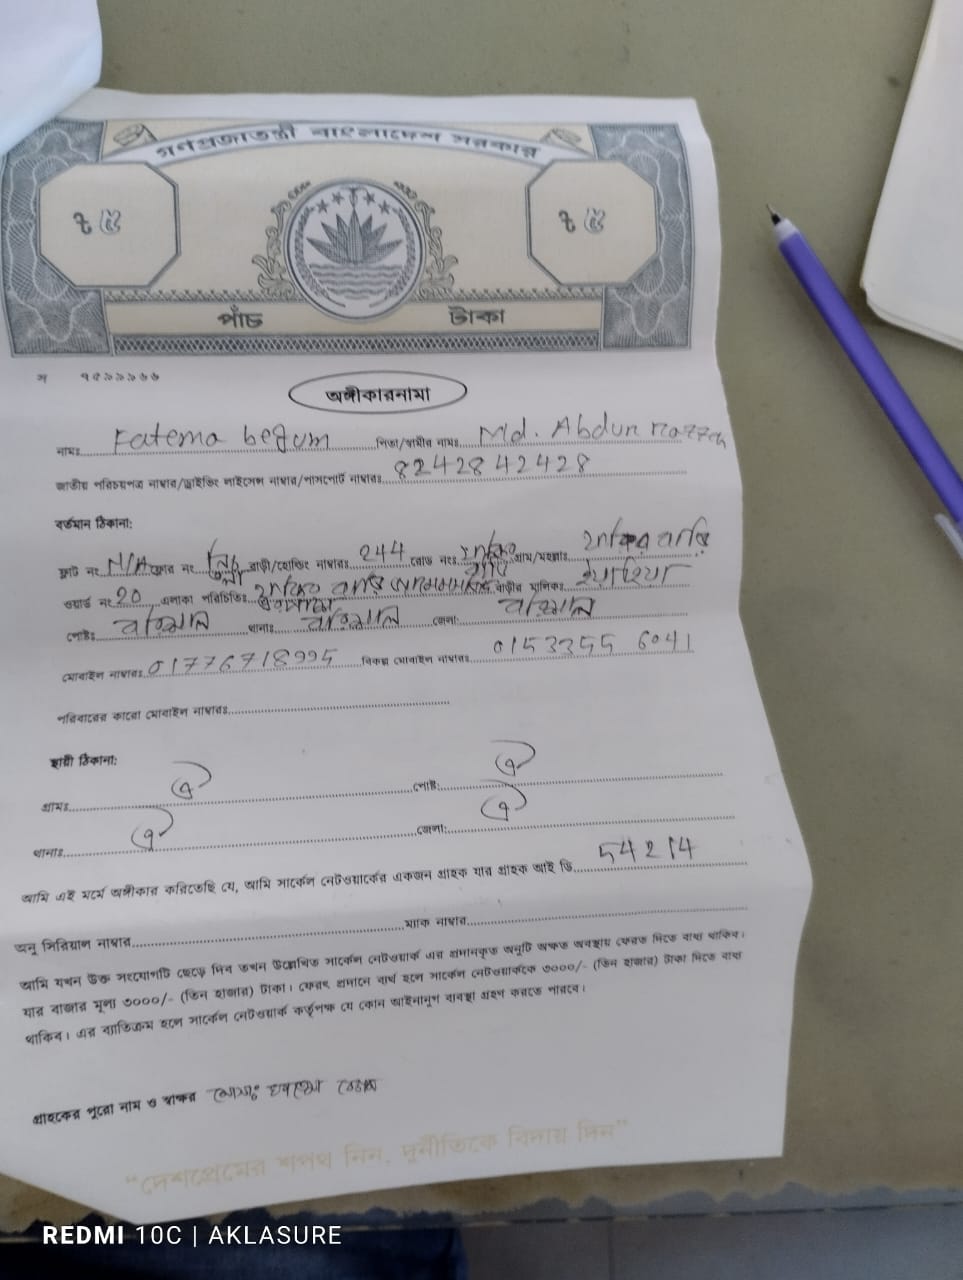 গণপ্রজাতন্ত্রী বাংলাদেশ সরকার
৳ ৫ ৳ ৫
পাঁচ টাকা
অঙ্গীকারনামা
নামঃ Fatema begum পিতা/স্বামীর নামঃ Md. Abdur
জাতীয় পরিচয়পত্র নাম্বার/ড্রাইভিং লাইসেন্স নাম্বার/পাসপোর্ট নাম্বারঃ 8242842428
বর্তমান ঠিকানা:
ফ্লাট নং N/A ফ্লোর নং বাড়ী/হোল্ডিং নাম্বারঃ 244 রোড নংঃ গ্রাম/মহল্লাঃ
ওয়ার্ড নং 20 এলাকা পরিচিতিঃ বাড়ীর মালিকঃ
পোষ্টঃ বরিশাল থানাঃ বরিশাল জেলা: বরিশাল
মোবাইল নাম্বারঃ 01776718995 বিকল্প মোবাইল নাম্বারঃ
পরিবারের কারো মোবাইল নাম্বারঃ
স্থায়ী ঠিকানা:
গ্রামঃ ঐ পোষ্ট: ঐ
থানাঃ ঐ জেলা: ঐ
আমি এই মর্মে অঙ্গীকার করিতেছি যে, আমি সার্কেল নেটওয়ার্কের একজন গ্রাহক যার গ্রাহক আই ডি 54214
অনু সিরিয়াল নাম্বার ম্যাক নাম্বার
আমি যখন উক্ত সংযোগটি ছেড়ে দিব তখন উল্লেখিত সার্কেল নেটওয়ার্ক এর প্রদানকৃত অনুটি অক্ষত অবস্থায় ফেরত দিতে বাধ্য থাকিব।
যার বাজার মূল্য ৩০০০/- (তিন হাজার) টাকা। ফেরৎ প্রদানে ব্যর্থ হলে সার্কেল নেটওয়ার্ককে ৩০০০/- (তিন হাজার) টাকা দিতে বাধ্য
থাকিব। এর ব্যতিক্রম হলে সার্কেল নেটওয়ার্ক কর্তৃপক্ষ যে কোন আইনানুগ ব্যবস্থা গ্রহণ করতে পারবে।
গ্রাহকের পুরো নাম ও স্বাক্ষর মোসাঃ বেগম
“দেশপ্রেমের শপথ নিন, দুর্নীতিকে বিদায় দিন”
REDMI 10C | AKLASURE